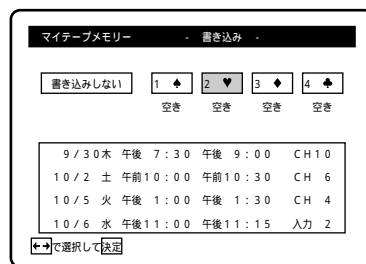 マイテープメモリー - 書き込み -
書き込みしない 1 ♠ 2 ♥ 3 ♦ 4 ♣
空き 空き 空き 空き
9/30木 午後 7:30 午後 9:00 CH10
10/2 土 午前10:00 午前10:30 CH 6
10/5 火 午後 1:00 午後 1:30 CH 4
10/6 水 午後11:00 午後11:15 入力 2
←→で選択して決定